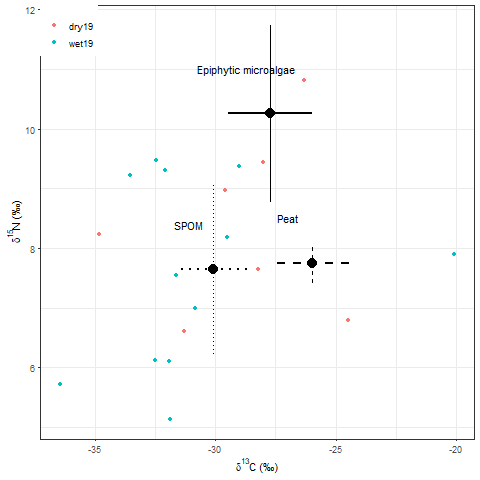 12
dry19
wet19
Epiphytic microalgae
10
δ15N (‰)
SPOM
Peat
8
6
-35
-30
-25
-20
δ13C (‰)